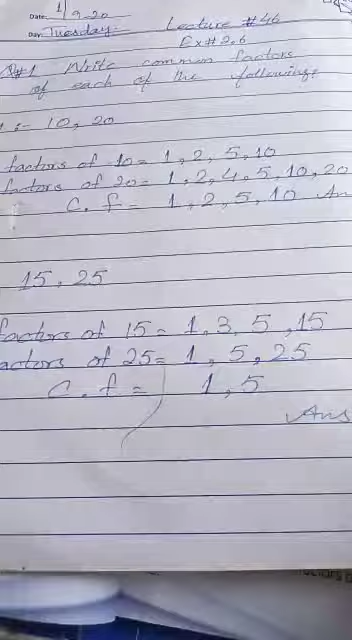 Date: 1/9-20
Day: Tuesday.
Lecture #46
Ex#2.6
Q#1 Write common factors
of each of the followings
:- 10, 20
factors of 10= 1, 2, 5, 10
factors of 20= 1, 2, 4, 5, 10, 20
C. f = 1, 2, 5, 10 An
15, 25
factors of 15 = 1, 3, 5, 15
actors of 25= 1, 5, 25
C. f = 1, 5
Ans